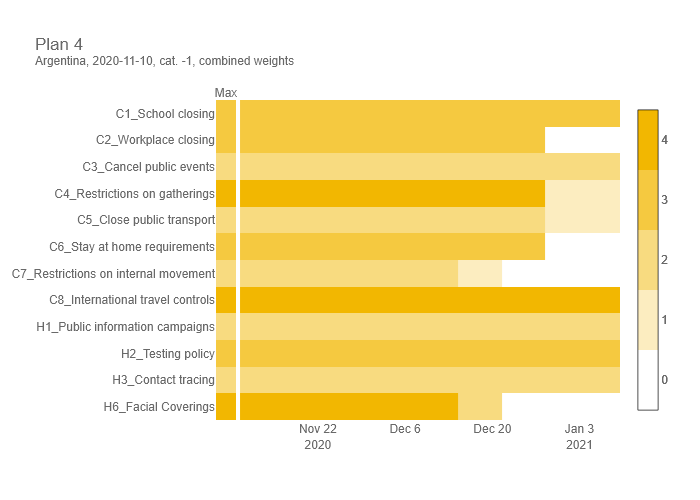 Plan 4
Argentina, 2020-11-10, cat. -1, combined weights
Max
C1_School closing
C2_Workplace closing
C3_Cancel public events
C4_Restrictions on gatherings
C5_Close public transport
C6_Stay at home requirements
C7_Restrictions on internal movement
C8_International travel controls
H1_Public information campaigns
H2_Testing policy
H3_Contact tracing
H6_Facial Coverings
Nov 22 Dec 6 Dec 20 Jan 3
2020 2021
4
3
2
1
0